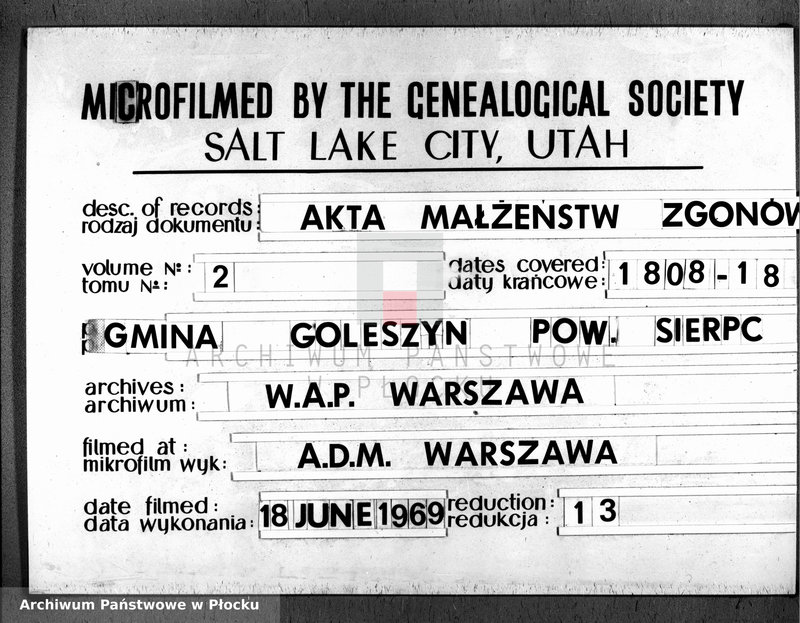 MICROFILMED BY THE GENEALOGICAL SOCIETY
SALT LAKE CITY, UTAH
desc. of records:
rodzaj dokumentu:
AKTA MAŁŻEŃSTW ZGONÓW
volume №:
tomu №:
2
dates covered:
daty krańcowe:
1808-18
GMINA GOLESZYN POW. SIERPC
ARCHIWUM PAŃSTWOWE
W PŁOCKU
archives:
archiwum:
W.A.P. WARSZAWA
filmed at:
mikrofilm wyk:
A.D.M. WARSZAWA
date filmed:
data wykonania:
18 JUNE 1969
reduction:
redukcja:
13
Archiwum Państwowe w Płocku